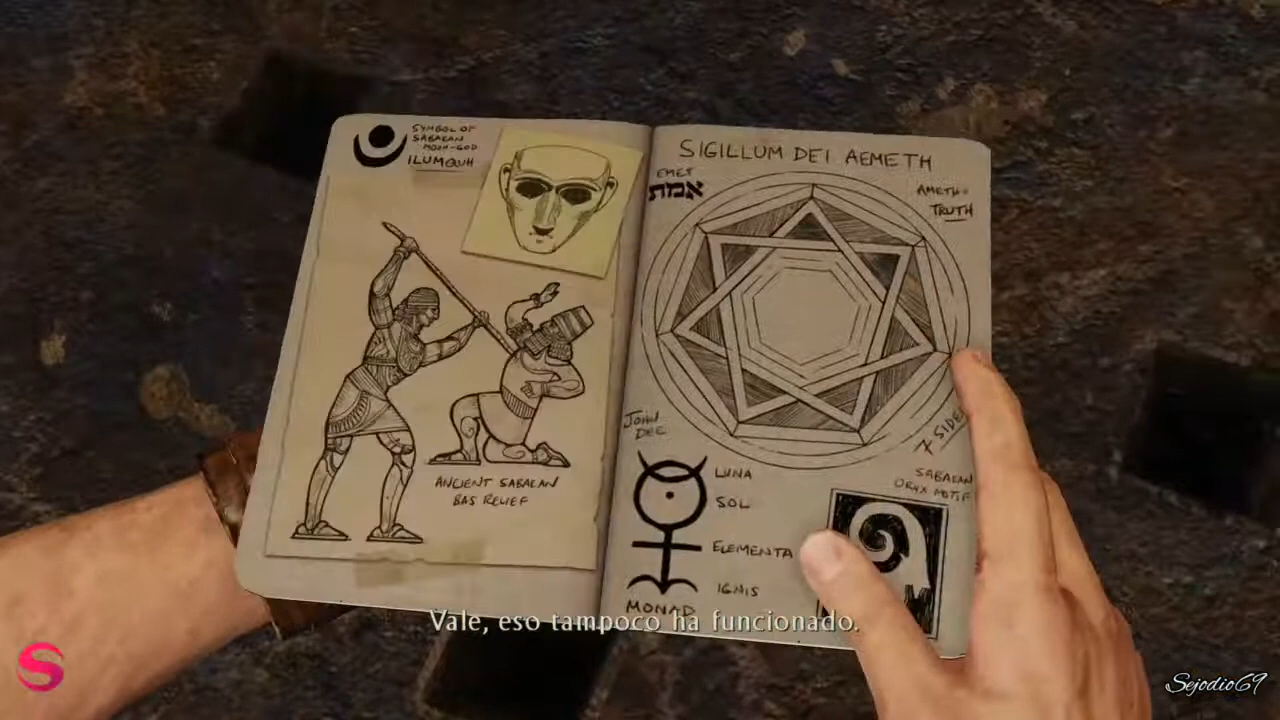 SYMBOL OF
SABAEAN
MOON-GOD
ILUMQUH
ANCIENT SABAEAN
BAS RELIEF
SIGILLUM DEI AEMETH
EMET
אמת
AMETH=
TRUTH
7 SIDES
JOHN
DEE
LUNA
SOL
ELEMENTA
IGNIS
MONAD
SABAEAN
ORYX MOTIF
Vale, eso tampoco ha funcionado.
S
Sejodio69